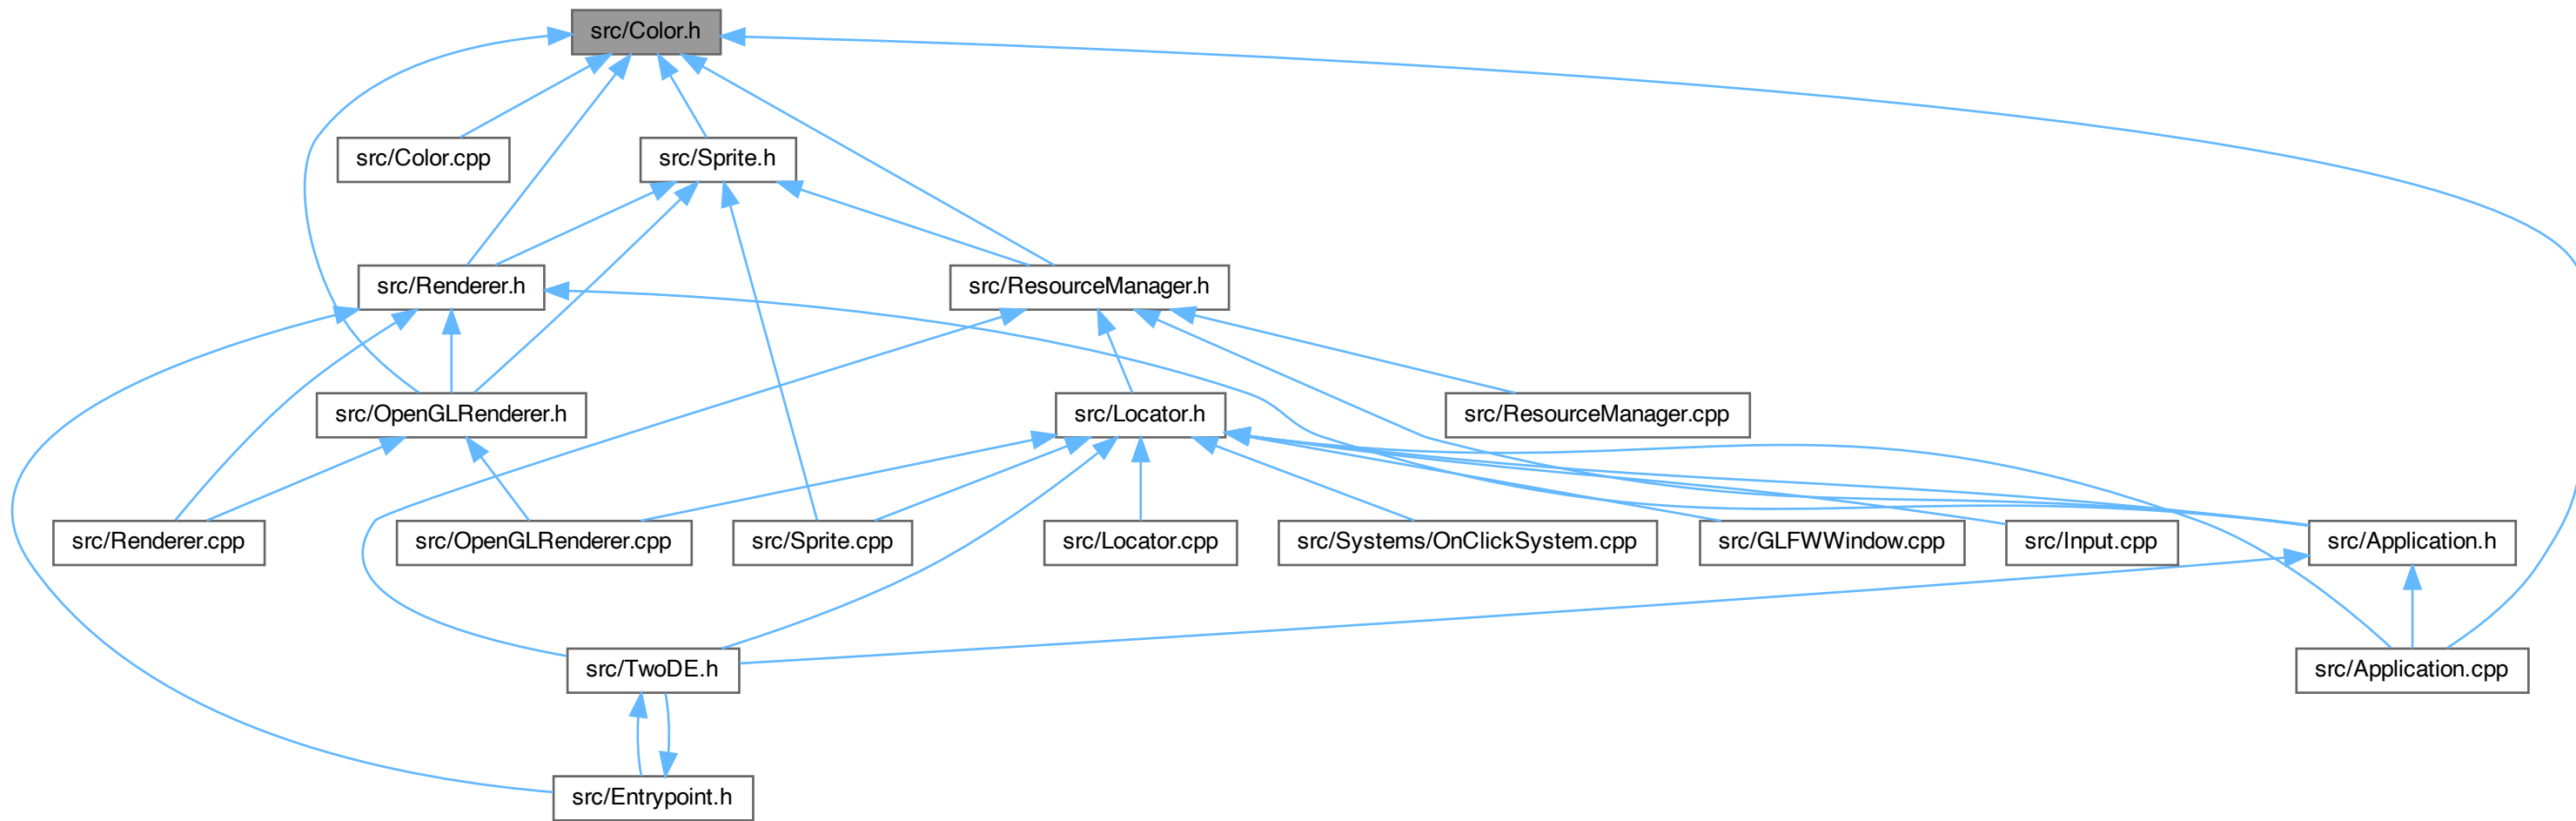 src/Color.h
src/Color.cpp
src/Sprite.h
src/Renderer.h
src/ResourceManager.h
src/OpenGLRenderer.h
src/Locator.h
src/ResourceManager.cpp
src/Renderer.cpp
src/OpenGLRenderer.cpp
src/Sprite.cpp
src/Locator.cpp
src/Systems/OnClickSystem.cpp
src/GLFWWindow.cpp
src/Input.cpp
src/Application.h
src/TwoDE.h
src/Application.cpp
src/Entrypoint.h